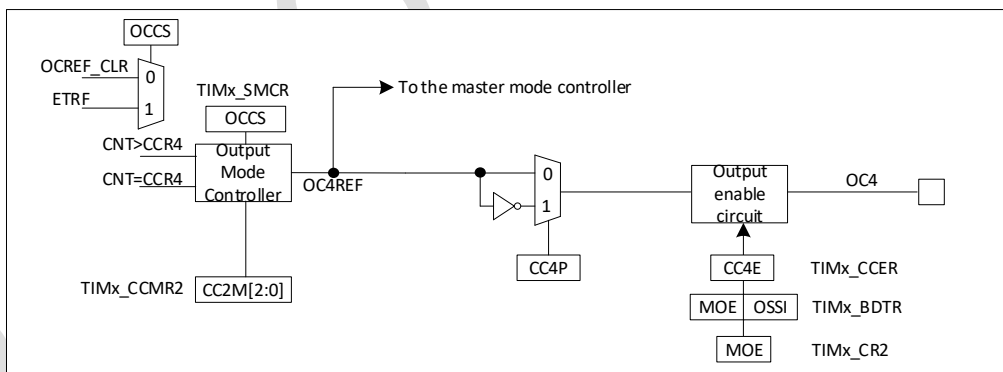 OCCS
OCREF_CLR
0
ETRF
1
TIMx_SMCR
OCCS
To the master mode controller
CNT>CCR4
CNT=CCR4
Output
Mode
Controller
OC4REF
0
1
Output
enable
circuit
OC4
CC4P
CC4E
TIMx_CCER
TIMx_CCMR2
CC2M[2:0]
MOE
OSSI
TIMx_BDTR
MOE
TIMx_CR2